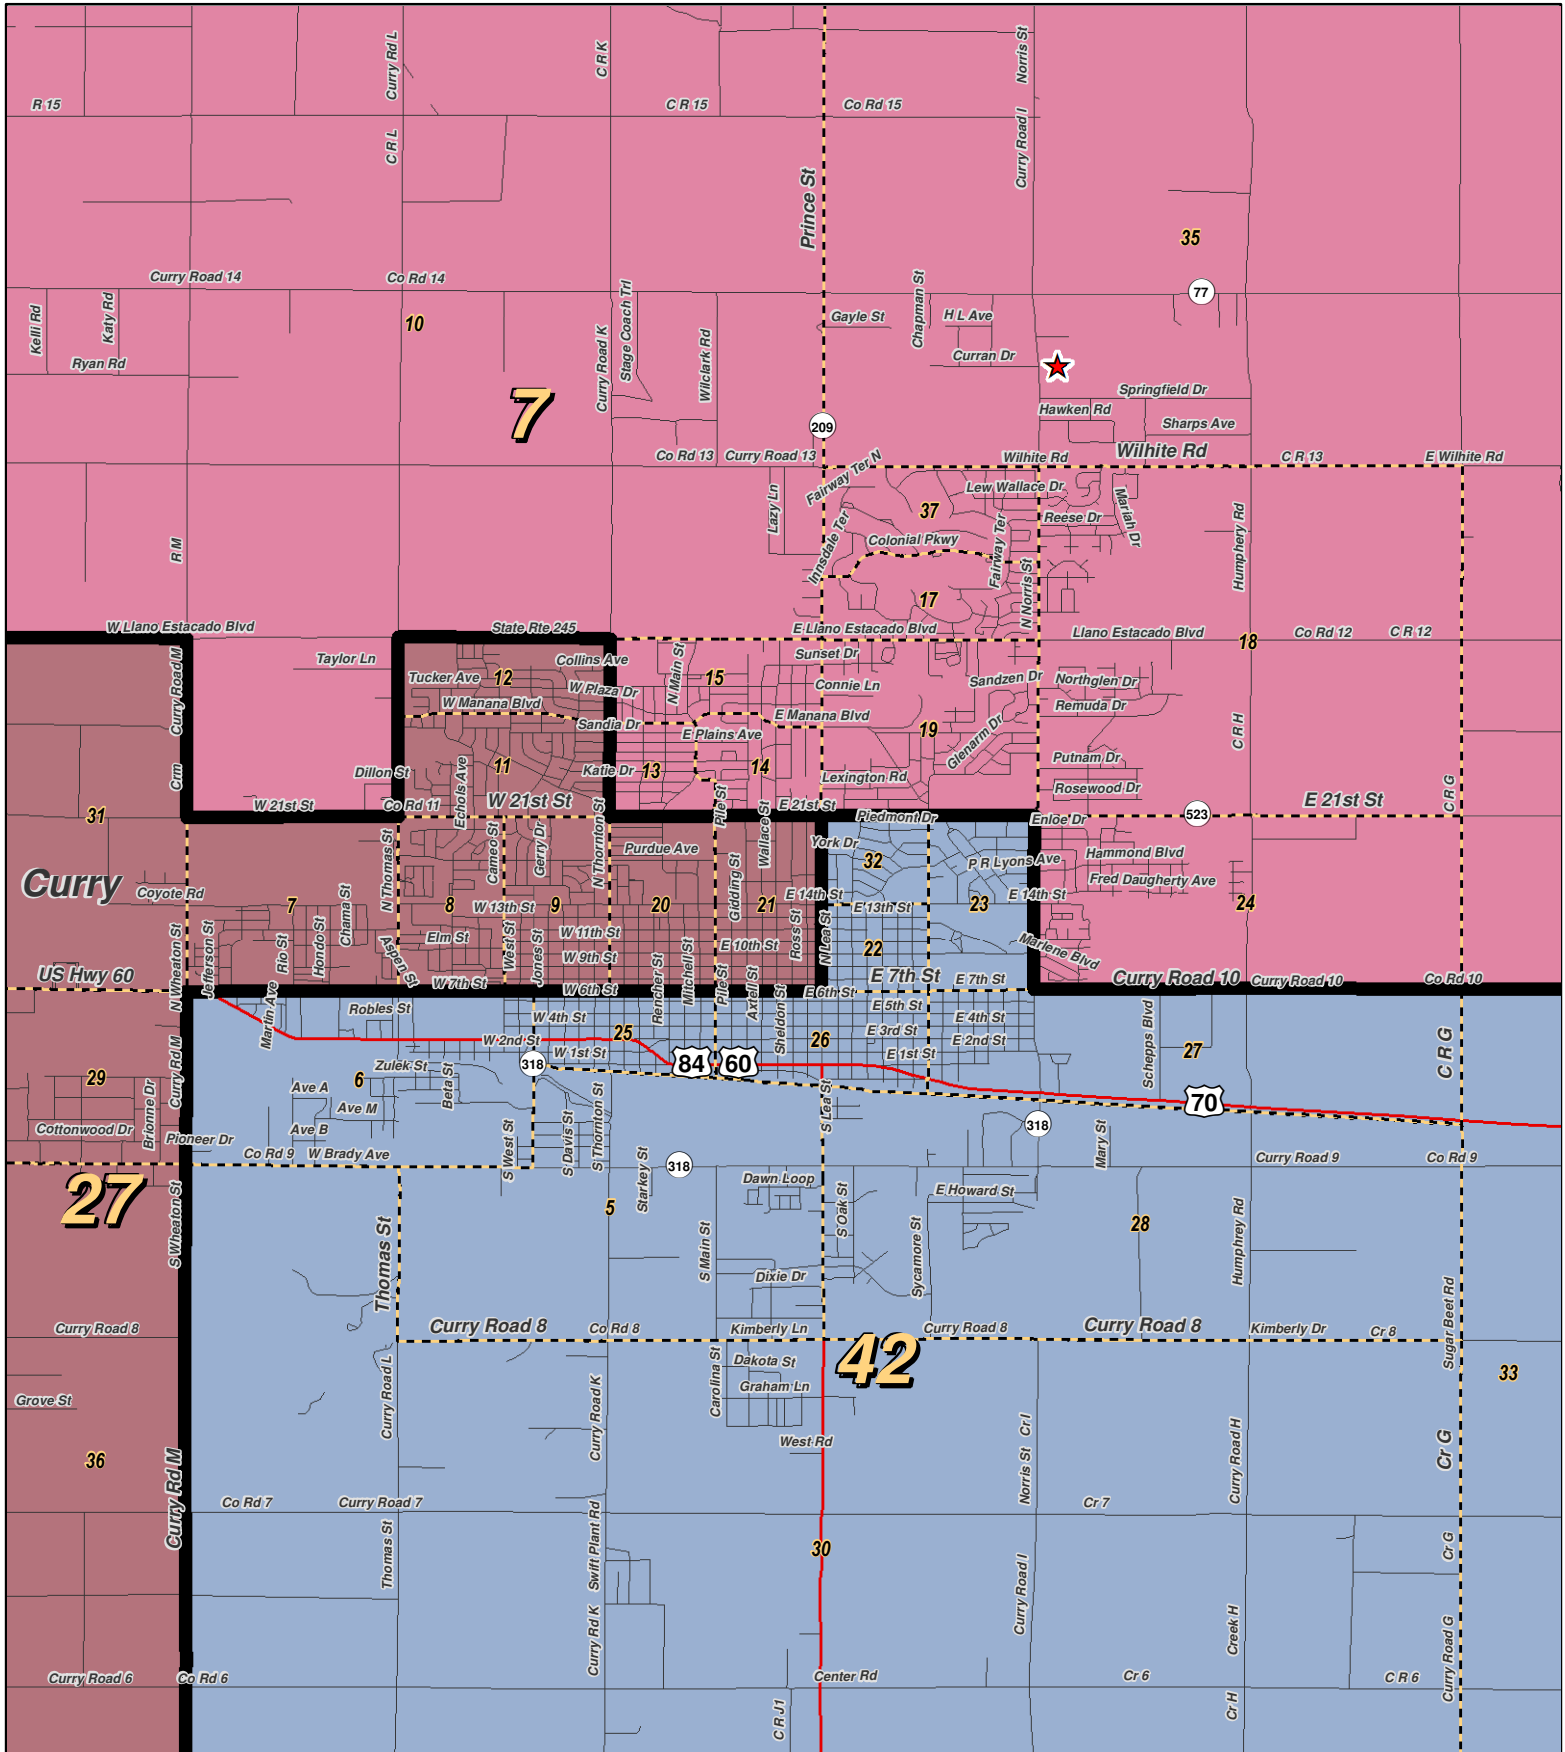 Curry Rd L
C R K
Norris St
R 15
C R 15
Co Rd 15
C R L
Curry Road I
Prince St
35
Curry Road 14
Co Rd 14
77
Kelli Rd
Katy Rd
10
Stage Coach Trl
Chapman St
Gayle St
H L Ave
Ryan Rd
Curry Road K
Wilclark Rd
Curran Dr
Springfield Dr
7
Hawken Rd
209
Sharps Ave
Co Rd 13
Curry Road 13
Wilhite Rd
Wilhite Rd
C R 13
E Wilhite Rd
Fairway Ter N
Lazy Ln
Lew Wallace Dr
37
Reese Dr
Mariah Dr
Innsdale Ter
Colonial Pkwy
Fairway Ter
Humphery Rd
R M
17
N Norris St
W Llano Estacado Blvd
State Rte 245
E Llano Estacado Blvd
Llano Estacado Blvd
18
Co Rd 12
C R 12
Curry Road M
Taylor Ln
Collins Ave
Sunset Dr
Tucker Ave
12
W Plaza Dr
N Main St
15
Connie Ln
Sandzen Dr
Northglen Dr
W Manana Blvd
Sandia Dr
E Manana Blvd
Remuda Dr
E Plains Ave
19
Glenarm Dr
C R H
Crm
Dillon St
Echols Ave
11
Katie Dr
13
14
Lexington Rd
Putnam Dr
Rosewood Dr
C R G
W 21st St
Co Rd 11
W 21st St
Pile St
E 21st St
E 21st St
31
Piedmont Dr
Enloe Dr
523
N Thomas St
Cameo St
Gerry Dr
N Thornton St
Purdue Ave
Wallace St
York Dr
32
P R Lyons Ave
Hammond Blvd
Curry
Coyote Rd
Chama St
Gidding St
E 14th St
E 14th St
Fred Daugherty Ave
7
8
W 13th St
9
20
21
E 13th St
23
24
N Wheaton St
Jefferson St
Rio St
Hondo St
Aspen St
Elm St
West St
Jones St
W 11th St
W 9th St
E 10th St
Ross St
N Lea St
22
Marlene Blvd
US Hwy 60
W 7th St
Rencher St
Mitchell St
Pile St
Axtell St
E 7th St
E 7th St
Curry Road 10
Curry Road 10
Co Rd 10
W 6th St
E 6th St
Martin Ave
Robles St
W 4th St
25
Sheldon St
E 5th St
E 4th St
W 2nd St
26
E 3rd St
E 2nd St
W 1st St
E 1st St
Schepps Blvd
27
C R G
318
84
60
29
Curry Rd M
6
Zulek St
Beta St
Ave A
Ave M
70
S Lea St
318
Cottonwood Dr
Briome Dr
Pioneer Dr
Ave B
S West St
S Davis St
S Thornton St
Mary St
Co Rd 9
W Brady Ave
Starkey St
318
Curry Road 9
Co Rd 9
27
S Wheaton St
Dawn Loop
S Oak St
E Howard St
5
28
Thomas St
S Main St
Sycamore St
Humphrey Rd
Dixie Dr
Sugar Beet Rd
Curry Road 8
Curry Road 8
Co Rd 8
Kimberly Ln
Curry Road 8
Curry Road 8
Kimberly Dr
Cr 8
42
33
Curry Road L
Carolina St
Dakota St
Graham Ln
Grove St
Curry Road K
West Rd
Cr I
Norris St
Curry Road H
Cr G
36
Curry Rd M
Co Rd 7
Curry Road 7
Cr 7
Thomas St
Swift Plant Rd
30
Cr G
Curry Road I
Curry Rd K
Creek H
Curry Road G
Curry Road 6
Co Rd 6
Center Rd
Cr 6
C R 6
C R J1
Cr H